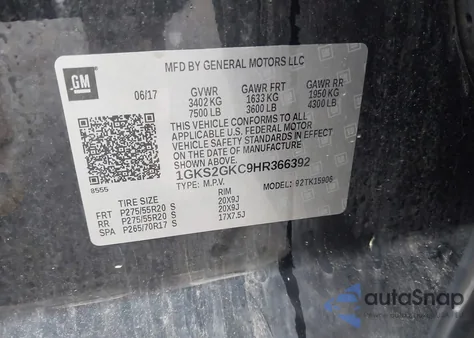 MFD BY GENERAL MOTORS LLC
GM
06/17
GVWR GAWR FRT GAWR RR
3402 KG 1633 KG 1950 KG
7500 LB 3600 LB 4300 LB
THIS VEHICLE CONFORMS TO ALL
APPLICABLE U.S. FEDERAL MOTOR
VEHICLE SAFETY STANDARDS IN
EFFECT ON THE DATE OF
MANUFACTURE SHOWN ABOVE.
1GKS2GKC9HR366392
TYPE: M.P.V. MODEL: 92TK15906
8555
TIRE SIZE RIM
FRT P275/55R20 S 20X9J
RR P275/55R20 S 20X9J
SPA P265/70R17 S 17X7.5J
autoSnap